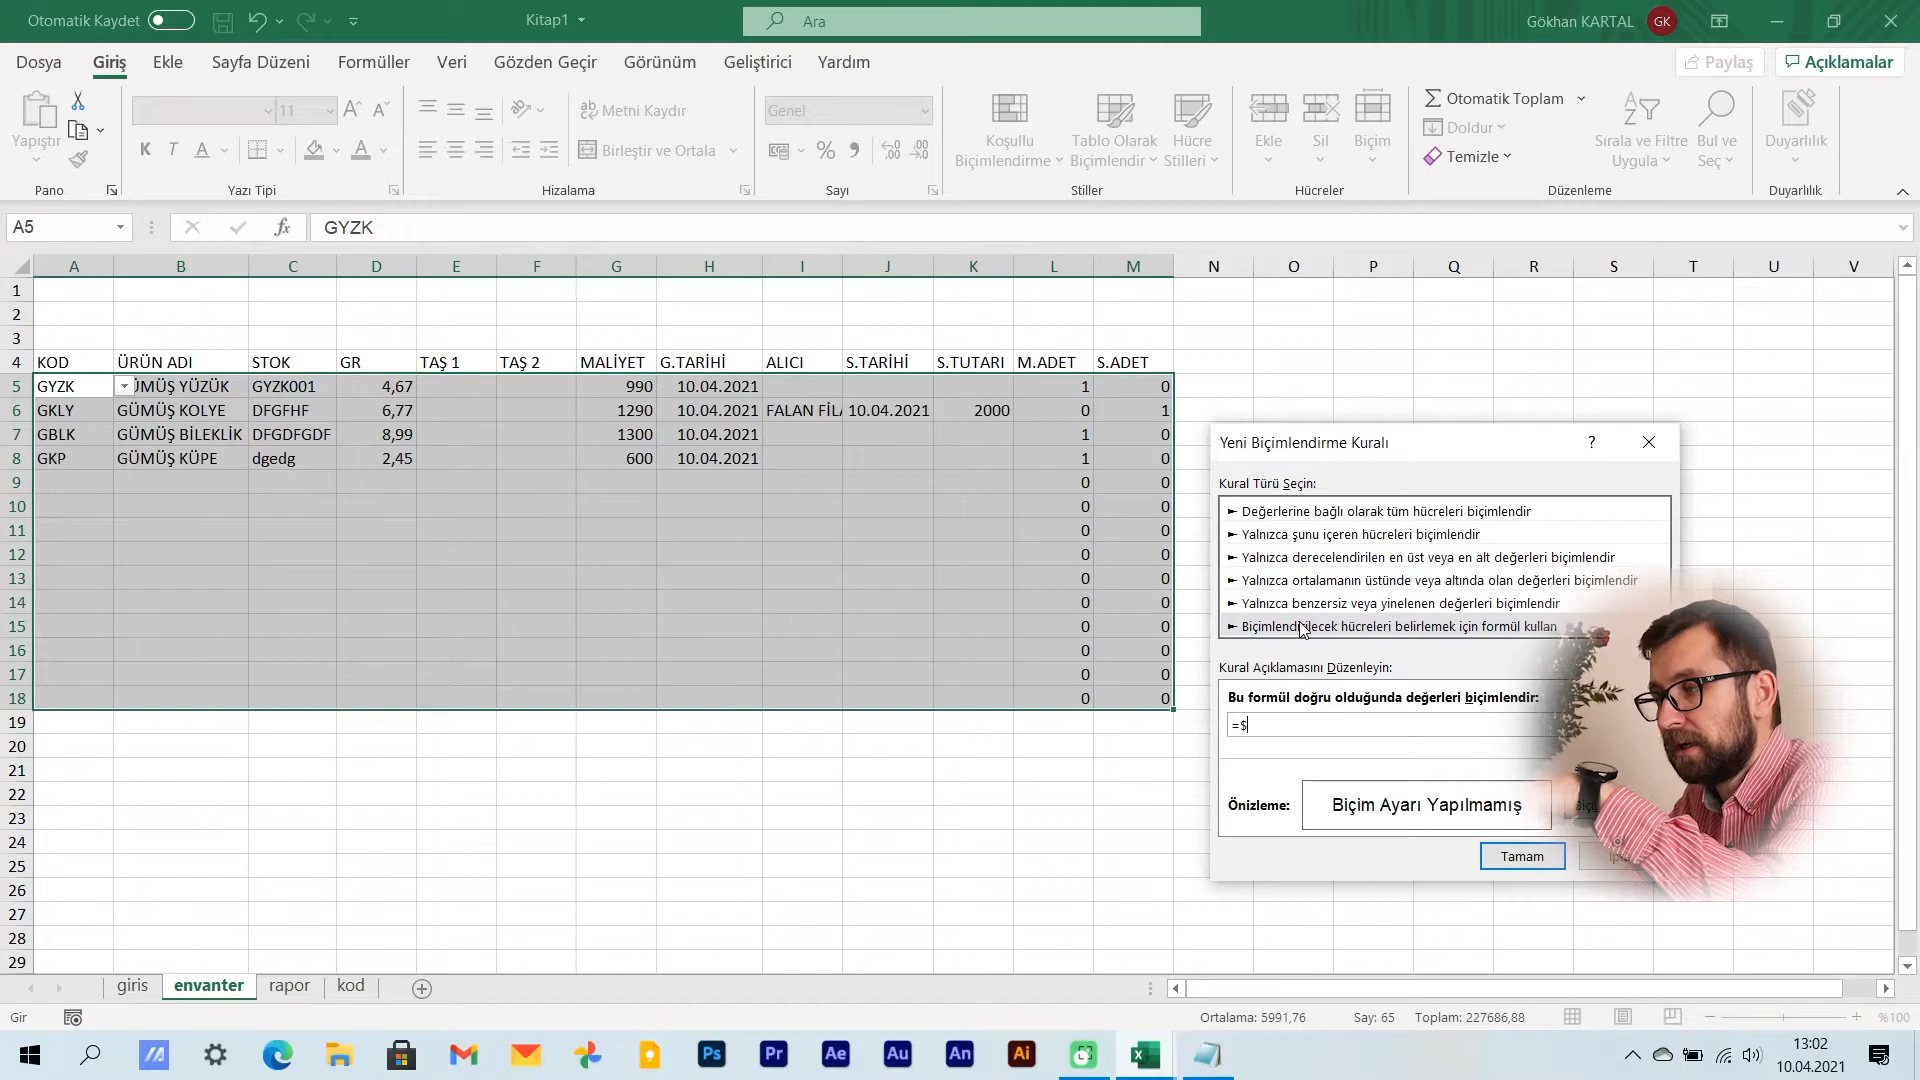 Otomatik Kaydet
Kitap1
Ara
Gökhan KARTAL GK
Dosya Giriş Ekle Sayfa Düzeni Formüller Veri Gözden Geçir Görünüm Geliştirici Yardım
Paylaş Açıklamalar
Yapıştır
11
K T A
Metni Kaydır
Birleştir ve Ortala
Genel
Koşullu Biçimlendirme
Tablo Olarak Biçimlendir
Hücre Stilleri
Ekle
Sil
Biçim
Otomatik Toplam
Doldur
Temizle
Sırala ve Filtre Uygula
Bul ve Seç
Duyarlılık
Pano Yazı Tipi Hizalama Sayı Stiller Hücreler Düzenleme Duyarlılık
A5 fx GYZK
A B C D E F G H I J K L M N O P Q R S T U V
1
2
3
4 KOD ÜRÜN ADI STOK GR TAŞ 1 TAŞ 2 MALİYET G.TARİHİ ALICI S.TARİHİ S.TUTARI M.ADET S.ADET
5 GYZK ÜMÜŞ YÜZÜK GYZK001 4,67 990 10.04.2021 1 0
6 GKLY GÜMÜŞ KOLYE DFGFHF 6,77 1290 10.04.2021 FALAN FİL 10.04.2021 2000 0 1
7 GBLK GÜMÜŞ BİLEKLİK DFGDFGDF 8,99 1300 10.04.2021 1 0
8 GKP GÜMÜŞ KÜPE dgedg 2,45 600 10.04.2021 1 0
9 0 0
10 0 0
11 0 0
12 0 0
13 0 0
14 0 0
15 0 0
16 0 0
17 0 0
18 0 0
19
20
21
22
23
24
25
26
27
28
29
Yeni Biçimlendirme Kuralı ?
Kural Türü Seçin:
► Değerlerine bağlı olarak tüm hücreleri biçimlendir
► Yalnızca şunu içeren hücreleri biçimlendir
► Yalnızca derecelendirilen en üst veya en alt değerleri biçimlendir
► Yalnızca ortalamanın üstünde veya altında olan değerleri biçimlendir
► Yalnızca benzersiz veya yinelenen değerleri biçimlendir
► Biçimlendirilecek hücreleri belirlemek için formül kullan
Kural Açıklamasını Düzenleyin:
Bu formül doğru olduğunda değerleri biçimlendir:
=$
Önizleme: Biçim Ayarı Yapılmamış
Tamam
giris envanter rapor kod
Gir
Ortalama: 5991,76 Say: 65 Toplam: 227686,88 %100
Ps Pr Ae Au An Ai
13:02
10.04.2021